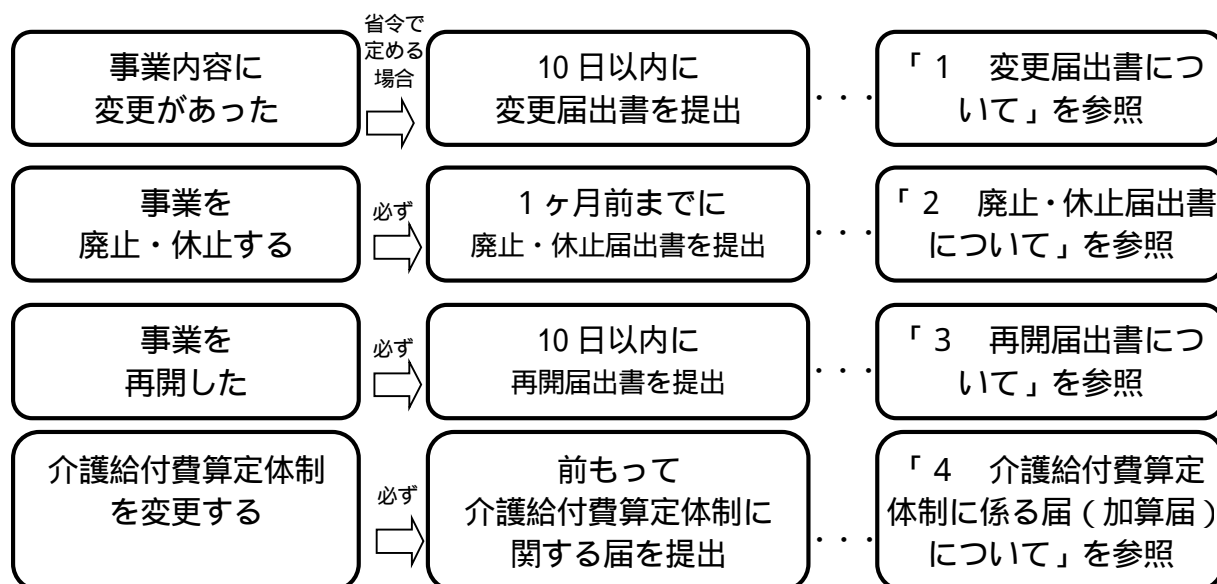 事業内容に
変更があった
省令で
定める
場合
10 日以内に
変更届出書を提出
・・・
「 1　変更届出書につ
いて」を参照
事業を
廃止・休止する
必ず
1 ヶ月前までに
廃止・休止届出書を提出
・・・
「 2　廃止・休止届出書
について」を参照
事業を
再開した
必ず
10 日以内に
再開届出書を提出
・・・
「 3　再開届出書につ
いて」を参照
介護給付費算定体制
を変更する
必ず
前もって
介護給付費算定体制に
関する届を提出
・・・
「 4　介護給付費算定
体制に係る届(加算届)
について」を参照